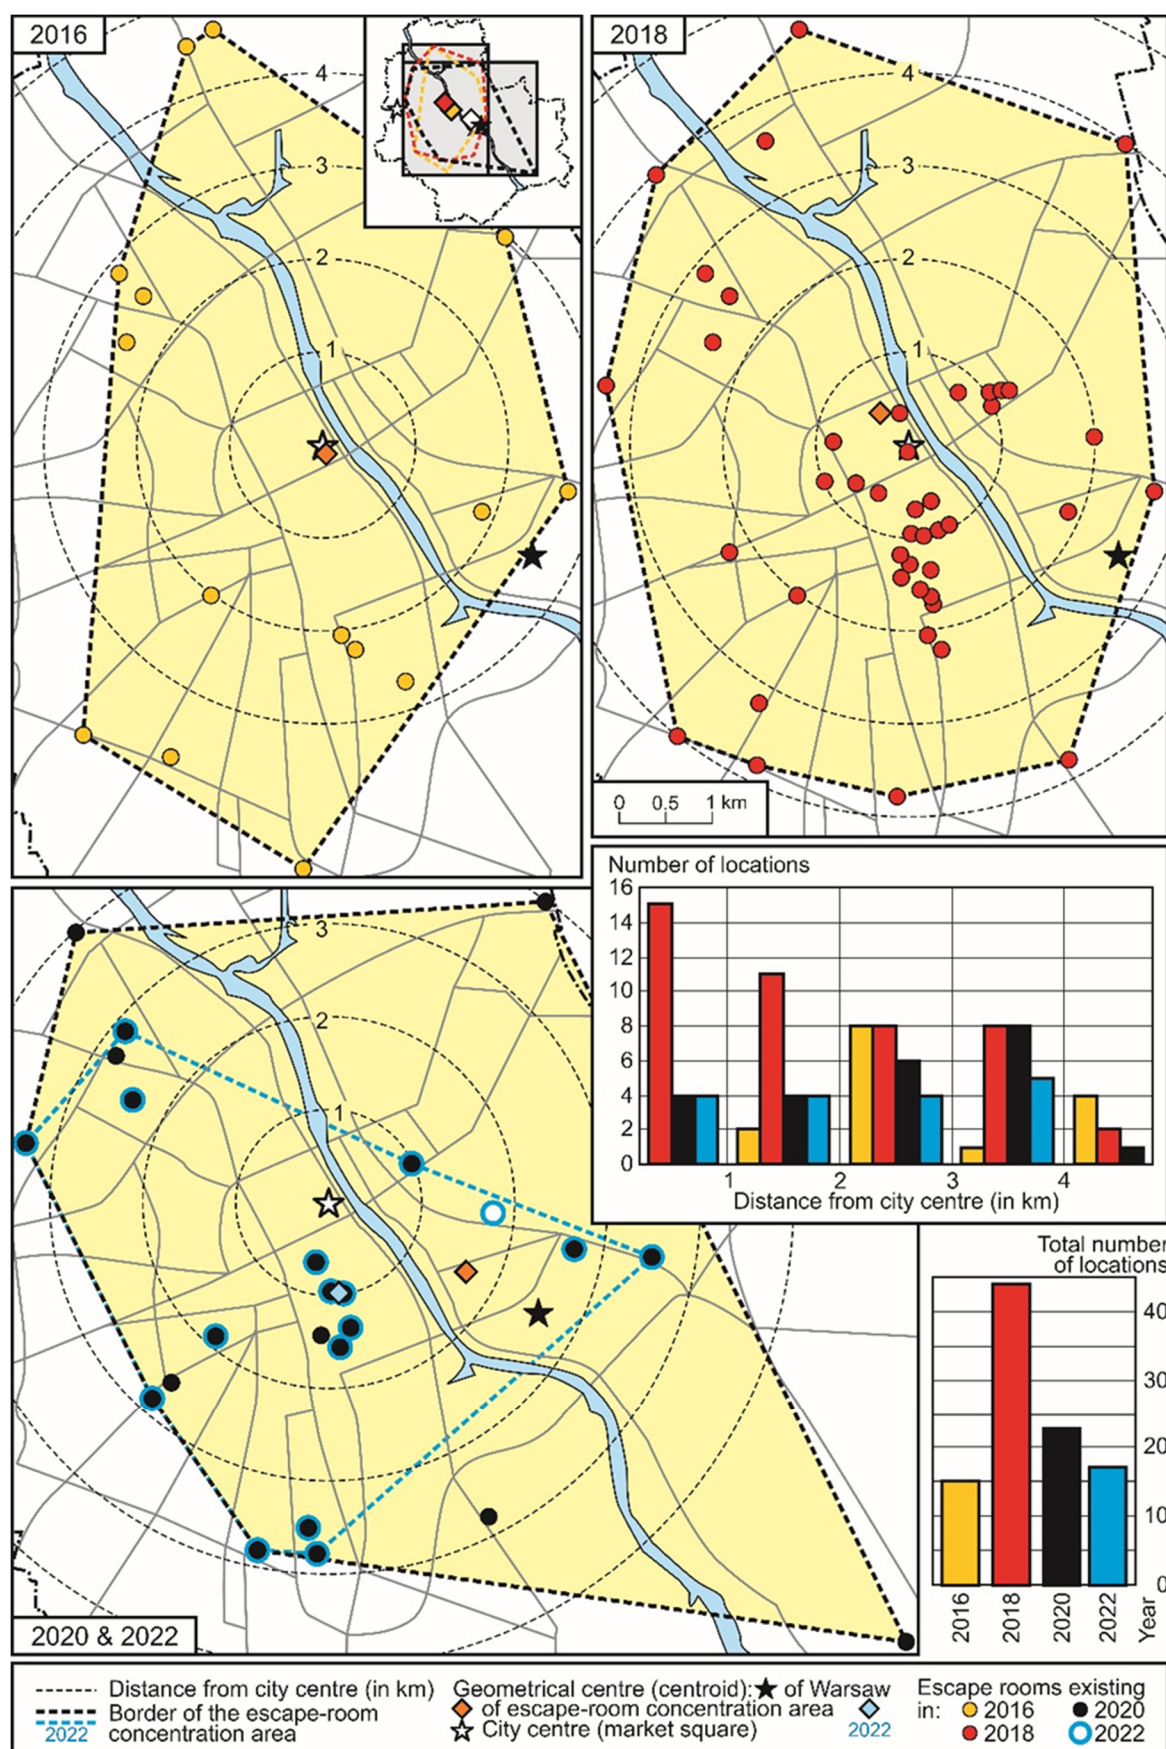 2016
4
3
2
1
2018
4
3
2
1
0 0.5 1 km
Number of locations
16
14
12
10
8
6
4
2
0
1 2 3 4
Distance from city centre (in km)
3
2
1
2020 & 2022
Total number
of locations
40
30
20
10
0
2016
2018
2020
2022
Year
Distance from city centre (in km)
Border of the escape-room
concentration area
2022
Geometrical centre (centroid): of Warsaw
of escape-room concentration area
City centre (market square)
2022
Escape rooms existing
in: 2016 2020
2018 2022